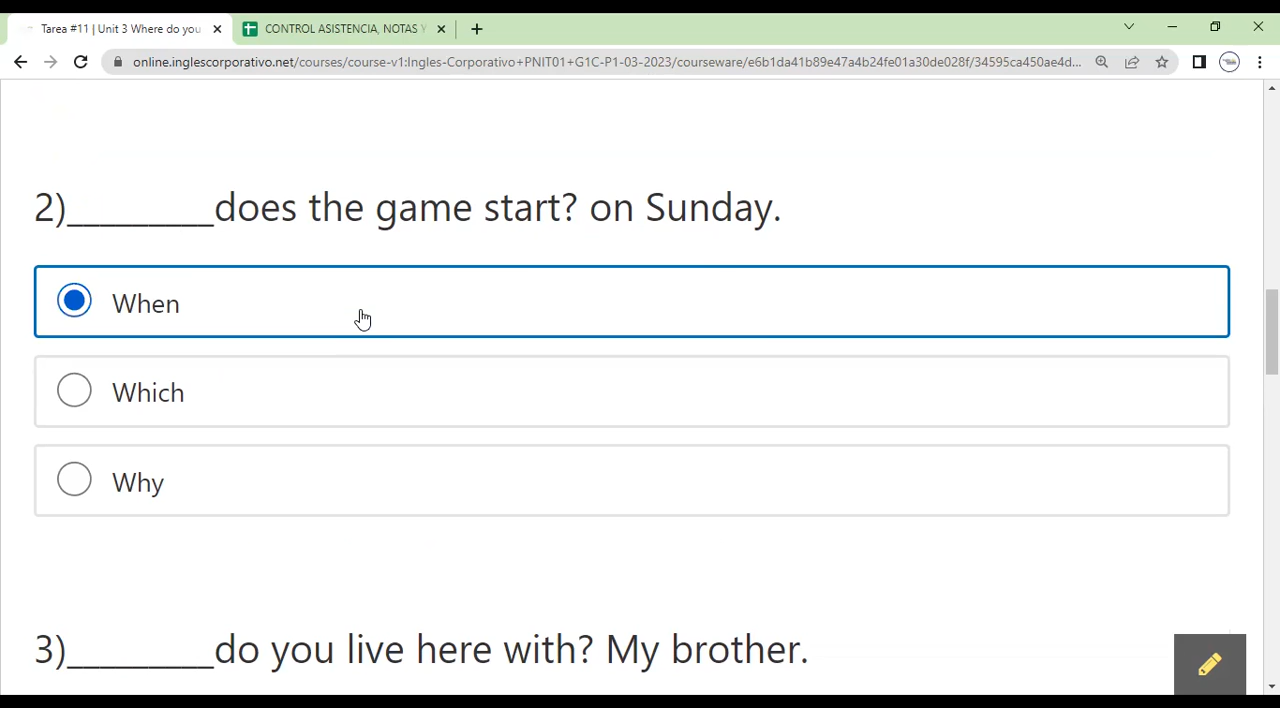 Tarea #11 | Unit 3 Where do you
CONTROL ASISTENCIA, NOTAS Y
online.inglescorporativo.net/courses/course-v1:Ingles-Corporativo+PNIT01+G1C-P1-03-2023/courseware/e6b1da41b89e47a4b24fe01a30de028f/34595ca450ae4d...
2)_________does the game start? on Sunday.
When
Which
Why
3)_________do you live here with? My brother.